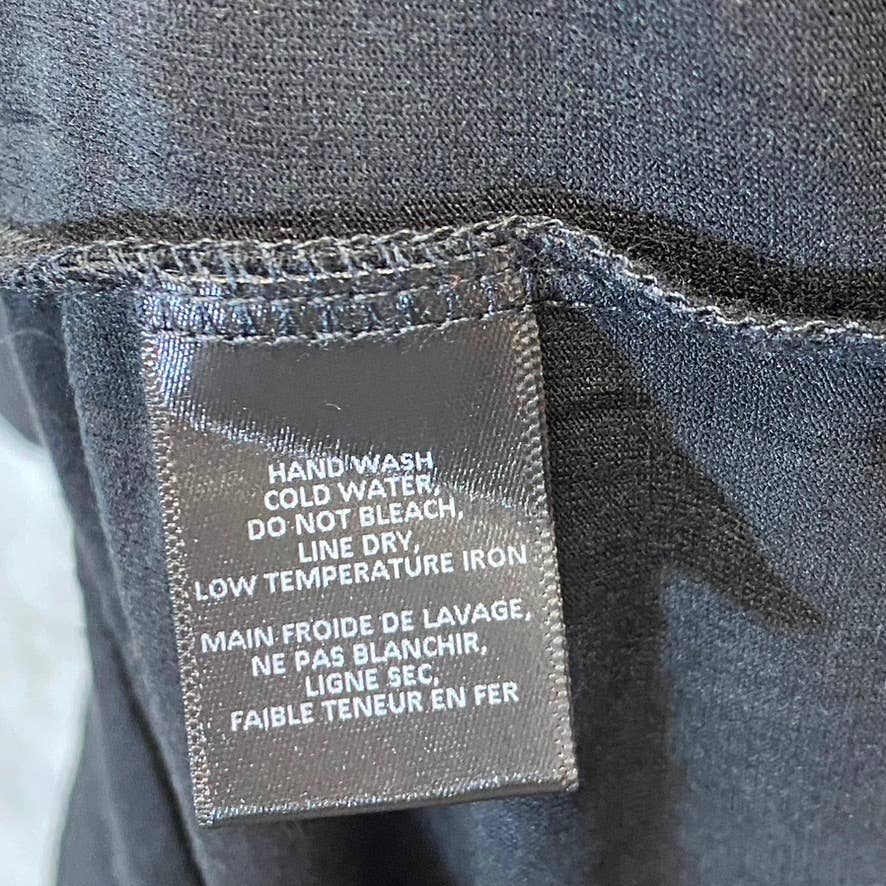 HAND WASH
COLD WATER,
DO NOT BLEACH,
LINE DRY,
LOW TEMPERATURE IRON
MAIN FROIDE DE LAVAGE,
NE PAS BLANCHIR,
LIGNE SEC,
FAIBLE TENEUR EN FER